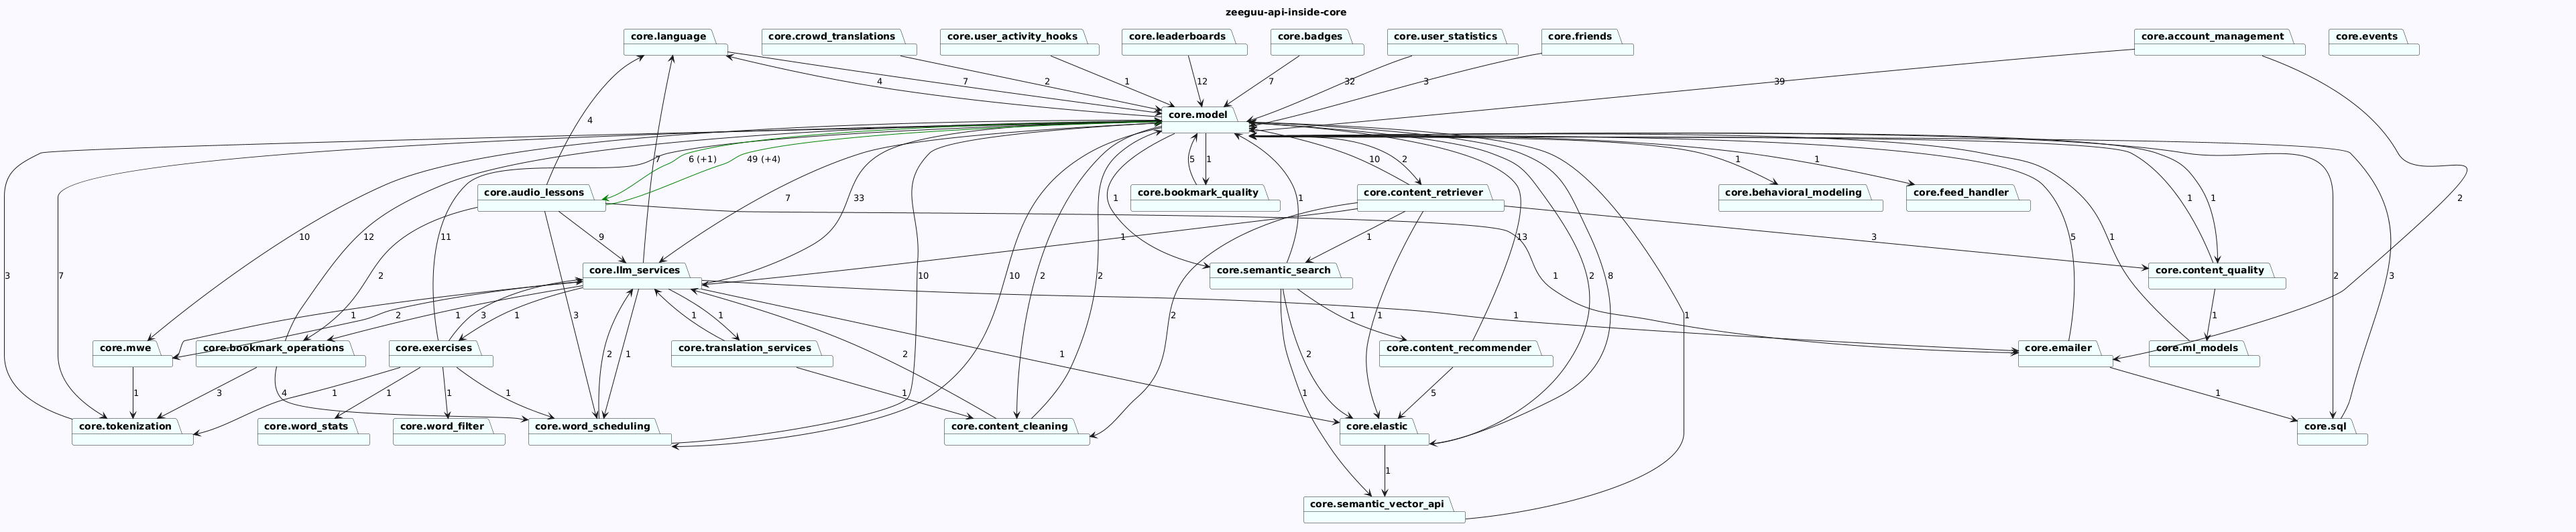 zeeguu-api-inside-core
core.language
core.crowd_translations
core.user_activity_hooks
core.leaderboards
core.badges
core.user_statistics
core.friends
core.account_management
core.events
4
7
2
1
12
7
32
3
39
core.model
4
7
6 (+1)
49 (+4)
1
5
1
10
2
1
1
1
1
2
core.audio_lessons
core.bookmark_quality
core.content_retriever
core.behavioral_modeling
core.feed_handler
10
12
11
2
9
7
33
1
1
1
13
3
5
1
core.llm_services
core.semantic_search
core.content_quality
3
7
3
10
10
2
2
1
2
8
1
2
3
1
2
1
3
1
1
1
2
1
1
1
1
core.mwe
core.bookmark_operations
core.exercises
core.translation_services
core.content_recommender
core.emailer
core.ml_models
1
3
4
1
1
1
1
2
1
1
2
1
5
1
core.tokenization
core.word_stats
core.word_filter
core.word_scheduling
core.content_cleaning
core.elastic
core.sql
1
core.semantic_vector_api